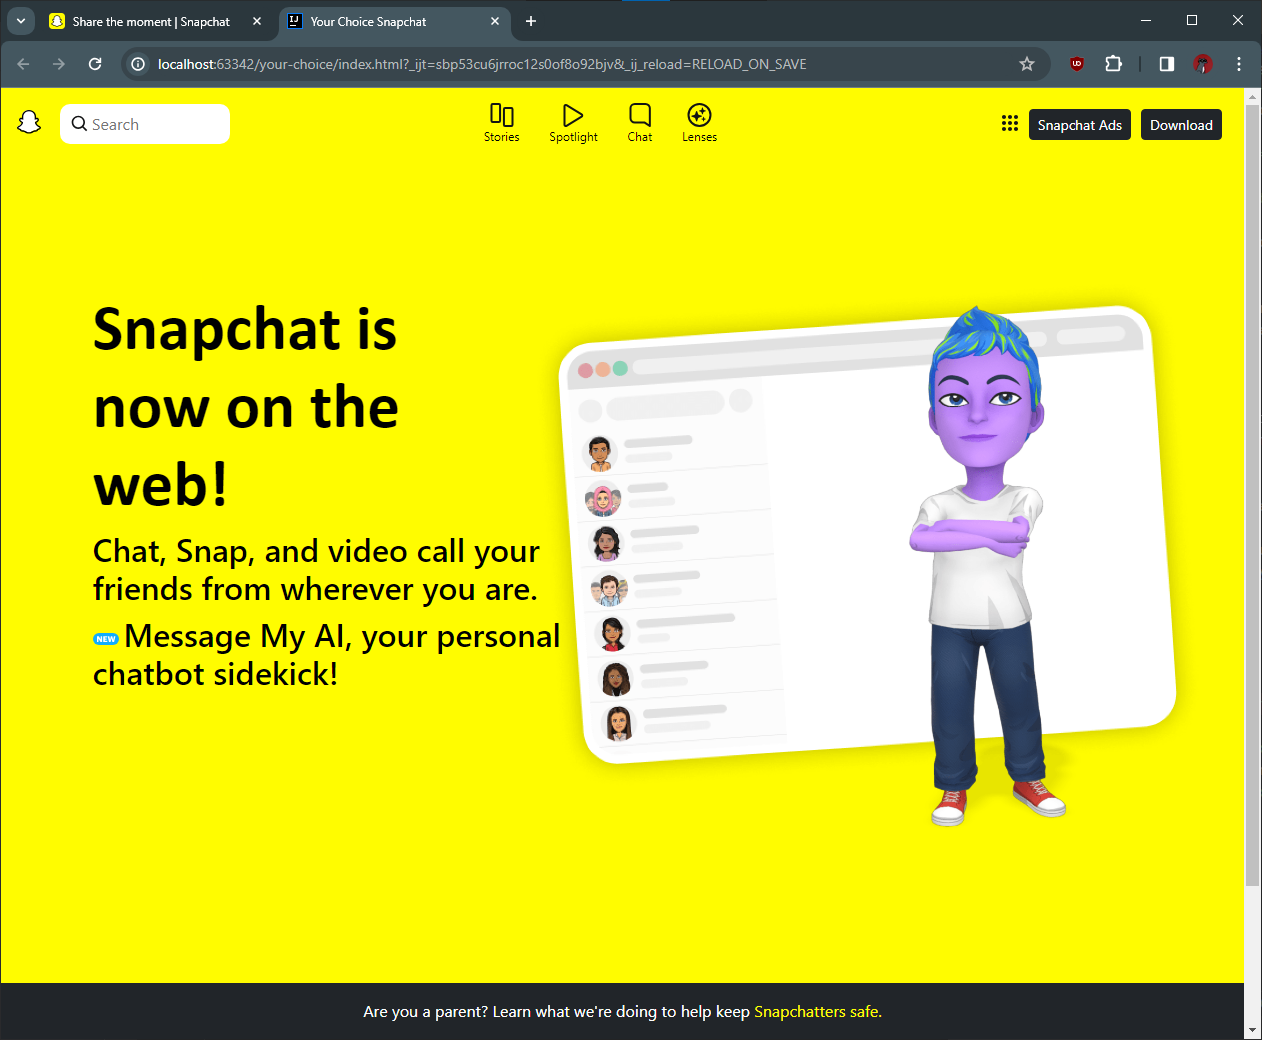 Share the moment | Snapchat
Your Choice Snapchat
localhost:63342/your-choice/index.html?_ijt=sbp53cu6jrroc12s0of8o92bjv&_ij_reload=RELOAD_ON_SAVE
Search
Stories
Spotlight
Chat
Lenses
Snapchat Ads
Download
Snapchat is
now on the
web!
Chat, Snap, and video call your
friends from wherever you are.
NEW Message My AI, your personal
chatbot sidekick!
Are you a parent? Learn what we're doing to help keep Snapchatters safe.